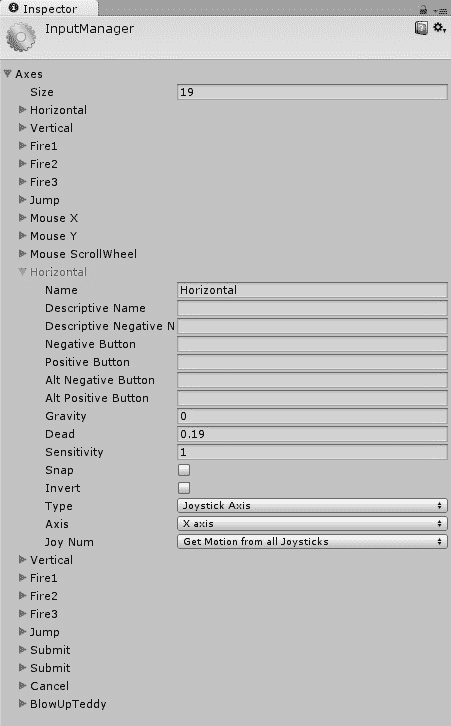 Inspector
InputManager
Axes
Size 19
Horizontal
Vertical
Fire1
Fire2
Fire3
Jump
Mouse X
Mouse Y
Mouse ScrollWheel
Horizontal
Name Horizontal
Descriptive Name
Descriptive Negative N
Negative Button
Positive Button
Alt Negative Button
Alt Positive Button
Gravity 0
Dead 0.19
Sensitivity 1
Snap
Invert
Type Joystick Axis
Axis X axis
Joy Num Get Motion from all Joysticks
Vertical
Fire1
Fire2
Fire3
Jump
Submit
Submit
Cancel
BlowUpTeddy